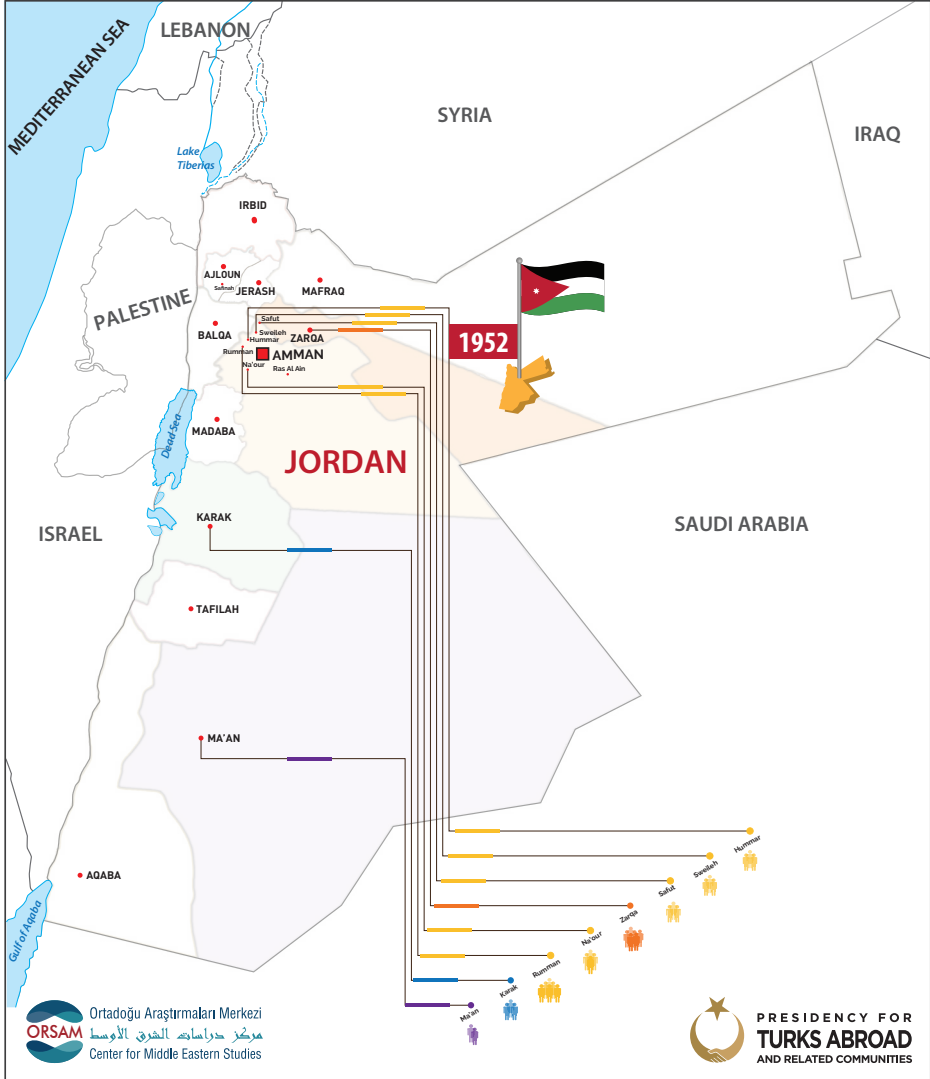 LEBANON
MEDITERRANEAN SEA
SYRIA
IRAQ
Lake
Tiberias
IRBID
AJLOUN
Safinah
JERASH
MAFRAQ
PALESTINE
BALQA
Safut
Sweileh
Hummar
ZARQA
Rumman
AMMAN
Na'our
Ras Al Ain
1952
Dead Sea
MADABA
JORDAN
KARAK
ISRAEL
SAUDI ARABIA
TAFILAH
MA'AN
AQABA
Gulf of Aqaba
Hummar
Sweileh
Safut
Zarqa
Na'our
Rumman
Karak
Ma'an
ORSAM
Ortadoğu Araştırmaları Merkezi
مركز دراسات الشرق الأوسط
Center for Middle Eastern Studies
PRESIDENCY FOR
TURKS ABROAD
AND RELATED COMMUNITIES